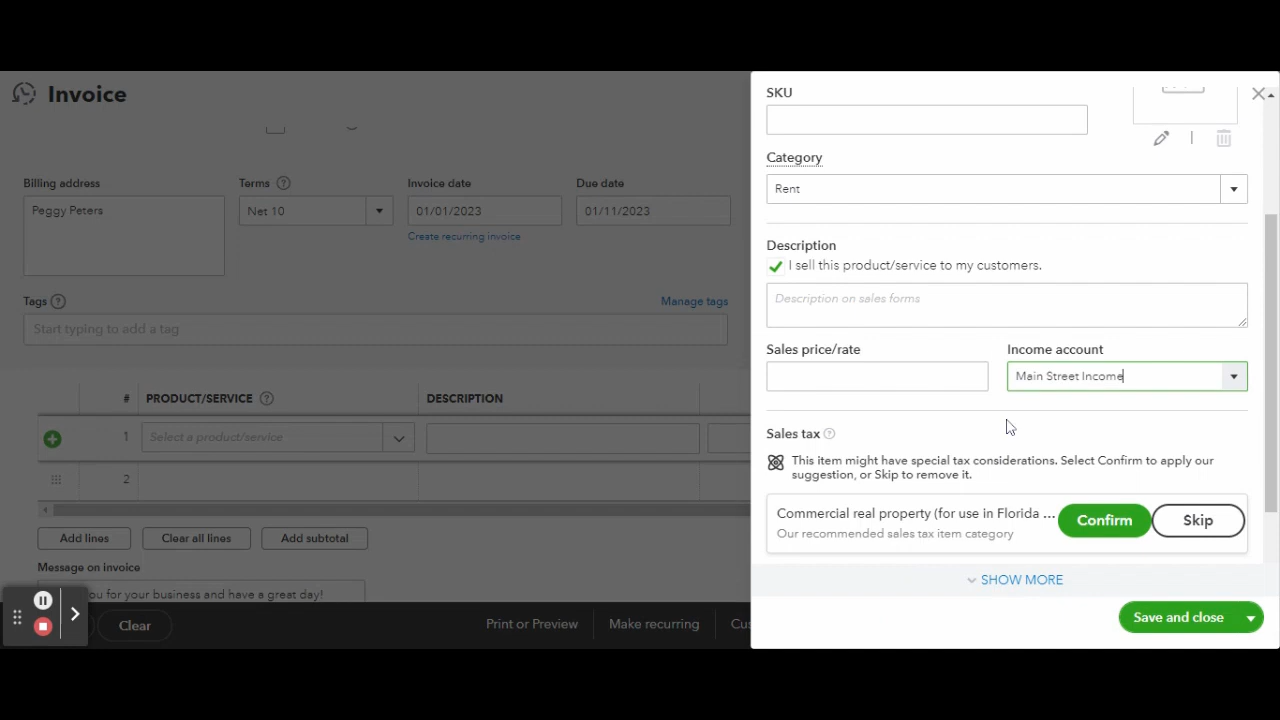 Invoice
Billing address
Terms
Invoice date
Due date
Peggy Peters
Net 10
01/01/2023
01/11/2023
Create recurring invoice
Tags
Manage tags
Start typing to add a tag
#
PRODUCT/SERVICE
DESCRIPTION
1
Select a product/service
2
Add lines
Clear all lines
Add subtotal
Message on invoice
you for your business and have a great day!
Clear
Print or Preview
Make recurring
SKU
Category
Rent
Description
I sell this product/service to my customers.
Description on sales forms
Sales price/rate
Income account
Main Street Income
Sales tax
This item might have special tax considerations. Select Confirm to apply our
suggestion, or Skip to remove it.
Commercial real property (for use in Florida ...
Our recommended sales tax item category
Confirm
Skip
SHOW MORE
Save and close